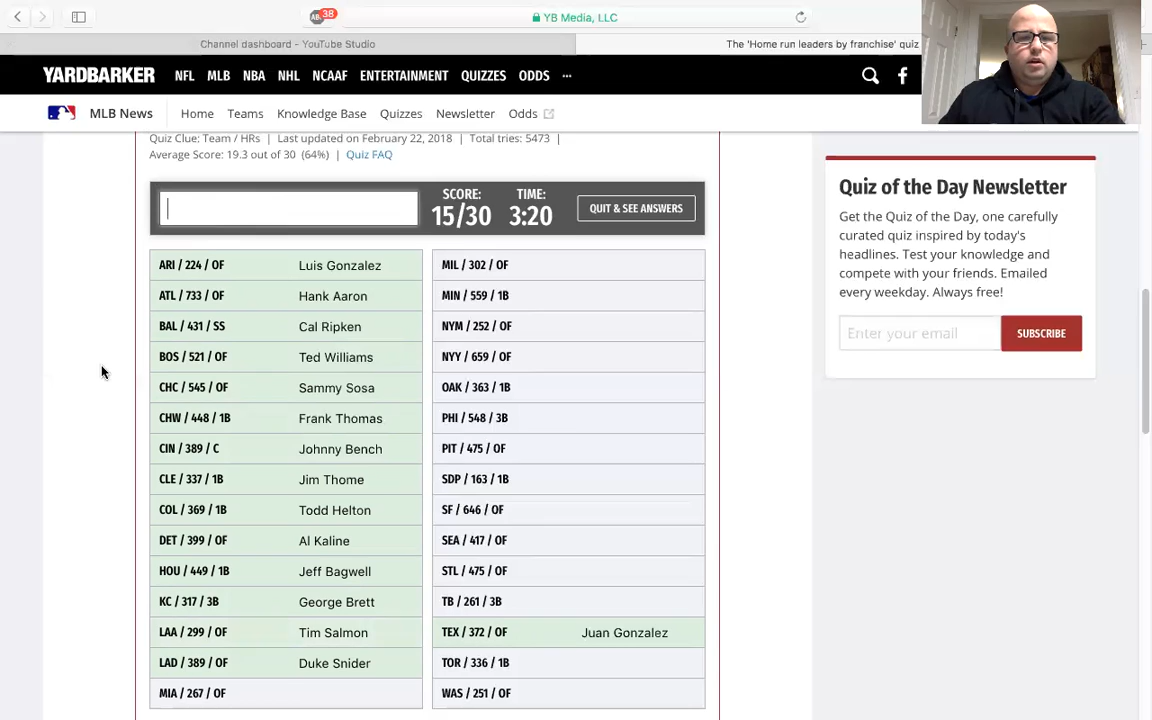 38
YB Media, LLC
Channel dashboard - YouTube Studio
The 'Home run leaders by franchise' quiz
YARDBARKER
NFL MLB NBA NHL NCAAF ENTERTAINMENT QUIZZES ODDS
MLB News
Home Teams Knowledge Base Quizzes Newsletter Odds
Quiz Clue: Team / HRs | Last updated on February 22, 2018 | Total tries: 5473 |
Average Score: 19.3 out of 30 (64%) | Quiz FAQ
SCORE:
15/30
TIME:
3:20
QUIT & SEE ANSWERS
ARI / 224 / OF Luis Gonzalez
ATL / 733 / OF Hank Aaron
BAL / 431 / SS Cal Ripken
BOS / 521 / OF Ted Williams
CHC / 545 / OF Sammy Sosa
CHW / 448 / 1B Frank Thomas
CIN / 389 / C Johnny Bench
CLE / 337 / 1B Jim Thome
COL / 369 / 1B Todd Helton
DET / 399 / OF Al Kaline
HOU / 449 / 1B Jeff Bagwell
KC / 317 / 3B George Brett
LAA / 299 / OF Tim Salmon
LAD / 389 / OF Duke Snider
MIA / 267 / OF
MIL / 302 / OF
MIN / 559 / 1B
NYM / 252 / OF
NYY / 659 / OF
OAK / 363 / 1B
PHI / 548 / 3B
PIT / 475 / OF
SDP / 163 / 1B
SF / 646 / OF
SEA / 417 / OF
STL / 475 / OF
TB / 261 / 3B
TEX / 372 / OF Juan Gonzalez
TOR / 336 / 1B
WAS / 251 / OF
Quiz of the Day Newsletter
Get the Quiz of the Day, one carefully
curated quiz inspired by today's
headlines. Test your knowledge and
compete with your friends. Emailed
every weekday. Always free!
Enter your email
SUBSCRIBE